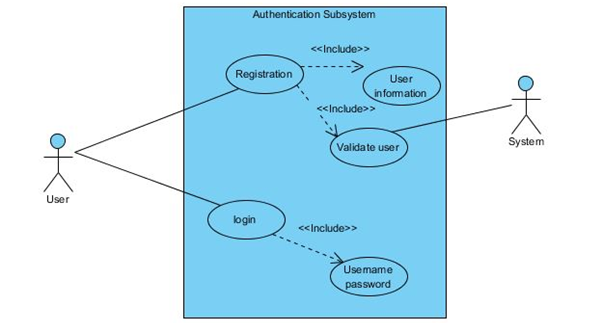 Authentication Subsystem
<<Include>>
Registration
User
information
<<Include>>
System
Validate user
User
login
<<Include>>
Username
password